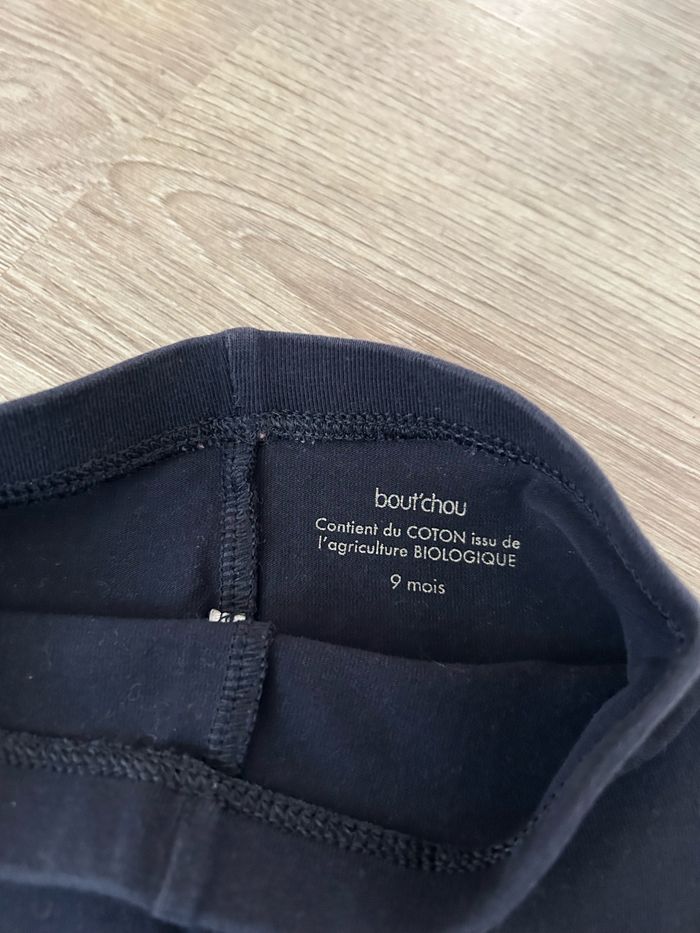 bout'chou
Contient du COTON issu de
l'agriculture BIOLOGIQUE
9 mois